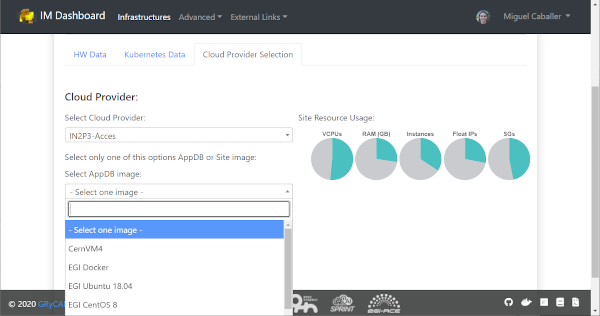 IM Dashboard Infrastructures Advanced External Links Miguel Caballer
HW Data Kubernetes Data Cloud Provider Selection
Cloud Provider:
Select Cloud Provider:
IN2P3-Acces
Select only one of this options AppDB or Site image:
Select AppDB image:
- Select one image -
- Select one image -
CernVM4
EGI Docker
EGI Ubuntu 18.04
EGI CentOS 8
Site Resource Usage:
VCPUs RAM (GB) Instances Float IPs SGs
© 2020 GRyCA
SPRINT
EGI-ACE